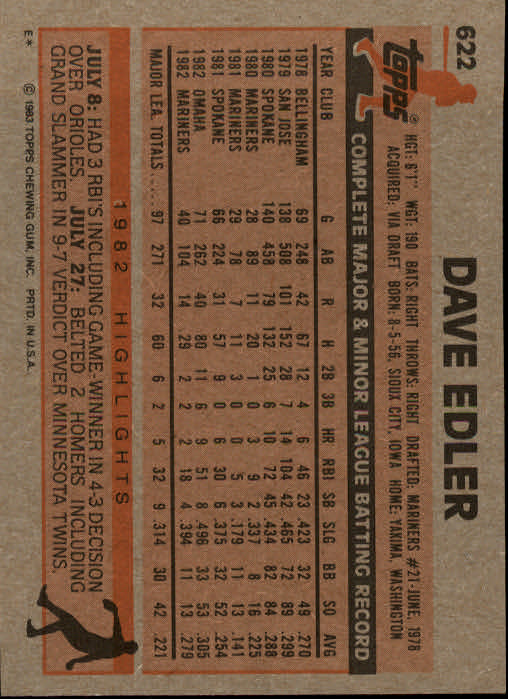 622
DAVE EDLER
Topps®
HGT: 6'1" WGT: 190 BATS: RIGHT THROWS: RIGHT DRAFTED: MARINERS #21-JUNE, 1978
ACQUIRED: VIA DRAFT BORN: 8-5-56, SIOUX CITY, IOWA HOME: YAKIMA, WASHINGTON
COMPLETE MAJOR & MINOR LEAGUE BATTING RECORD
YEAR CLUB G AB R H 2B 3B HR RBI SB SLG BB SO AVG
1978 BELLINGHAM 69 248 42 67 12 4 6 46 23 .423 32 49 .270
1979 SAN JOSE 138 508 101 152 28 7 14 104 42 .465 72 89 .299
1980 SPOKANE 140 458 79 132 25 6 10 72 45 .434 82 84 .288
1980 MARINERS 28 89 11 20 1 0 3 9 2 .337 8 16 .225
1981 MARINERS 29 78 7 11 3 0 0 5 3 .179 11 13 .141
1981 SPOKANE 66 224 31 57 9 0 6 30 6 .375 32 52 .254
1982 OMAHA 71 262 40 80 11 6 9 51 8 .496 33 53 .305
1982 MARINERS 40 104 14 29 2 2 2 18 4 .394 11 13 .279
MAJOR LEA. TOTALS ..... 97 271 32 60 6 2 5 32 9 .314 30 42 .221
1982 HIGHLIGHTS
JULY 8: HAD 3 RBI'S INCLUDING GAME-WINNER IN 4-3 DECISION
OVER ORIOLES. JULY 27: BELTED 2 HOMERS INCLUDING
GRAND SLAMMER IN 9-7 VERDICT OVER MINNESOTA TWINS.
E* © 1983 TOPPS CHEWING GUM, INC. PRTD. IN U.S.A.